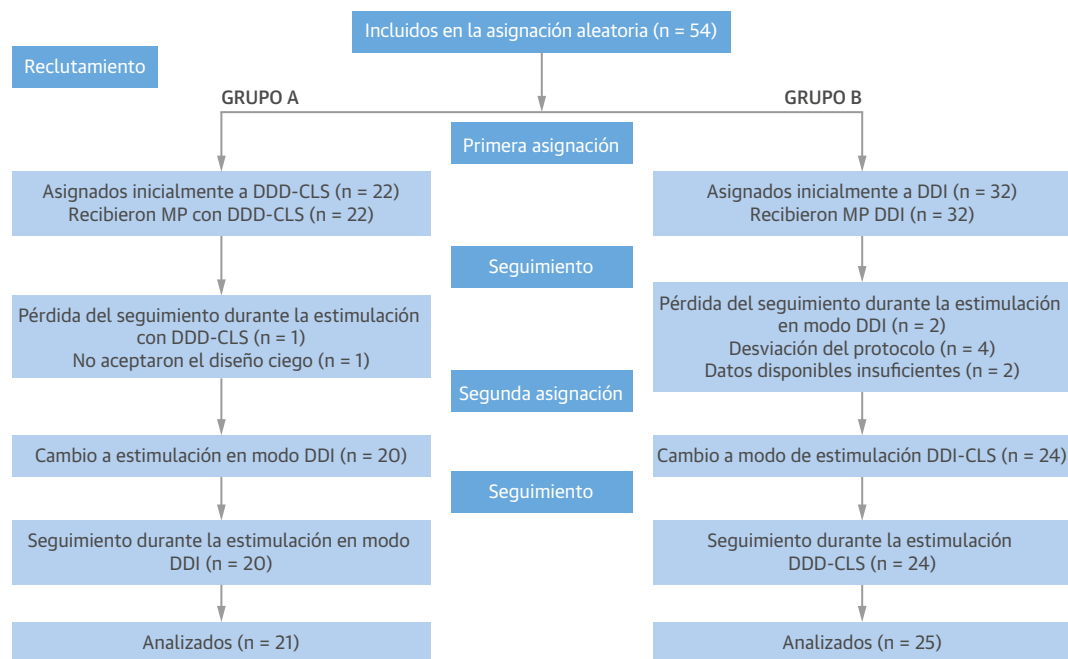 Incluidos en la asignación aleatoria (n = 54)
Reclutamiento
GRUPO A
GRUPO B
Primera asignación
Asignados inicialmente a DDD-CLS (n = 22)
Recibieron MP con DDD-CLS (n = 22)
Asignados inicialmente a DDI (n = 32)
Recibieron MP DDI (n = 32)
Seguimiento
Pérdida del seguimiento durante la estimulación
con DDD-CLS (n = 1)
No aceptaron el diseño ciego (n = 1)
Pérdida del seguimiento durante la estimulación
en modo DDI (n = 2)
Desviación del protocolo (n = 4)
Datos disponibles insuficientes (n = 2)
Segunda asignación
Cambio a estimulación en modo DDI (n = 20)
Cambio a modo de estimulación DDI-CLS (n = 24)
Seguimiento
Seguimiento durante la estimulación en modo
DDI (n = 20)
Seguimiento durante la estimulación
DDD-CLS (n = 24)
Analizados (n = 21)
Analizados (n = 25)